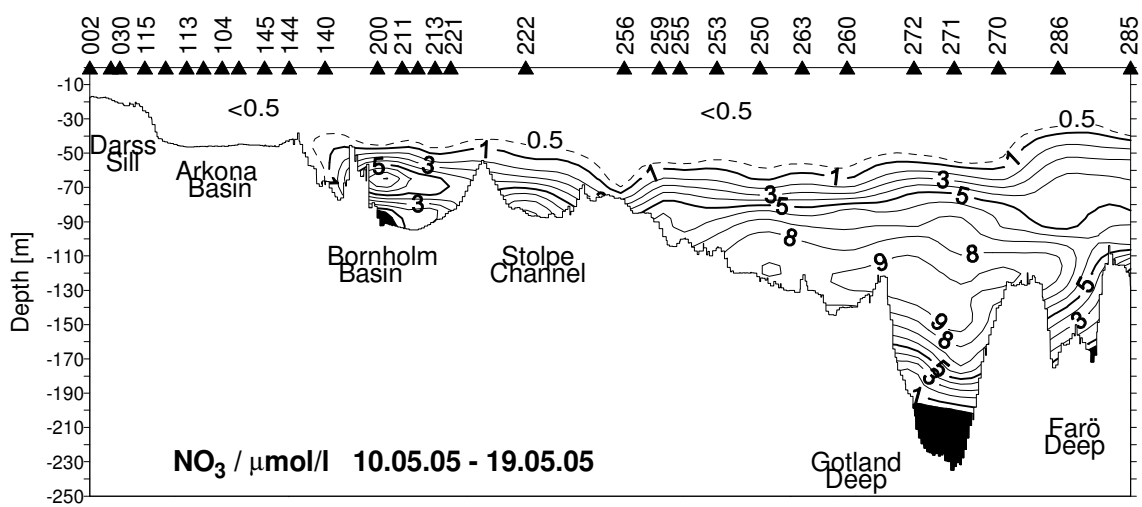 002 030 115 113 104 145 144 140 200 211 213 221 222 256 259 255 253 250 263 260 272 271 270 286 285
-10
-30
-50
-70
-90
-110
-130
-150
-170
-190
-210
-230
-250
Depth [m]
<0.5
<0.5
0.5
0.5
1
1
1
1
5
3
3
3
5
3
5
8
8
9
9
8
3
5
1
5
3
Darss
Sill
Arkona
Basin
Bornholm
Basin
Stolpe
Channel
Gotland
Deep
Farö
Deep
NO3 / μmol/l 10.05.05 - 19.05.05